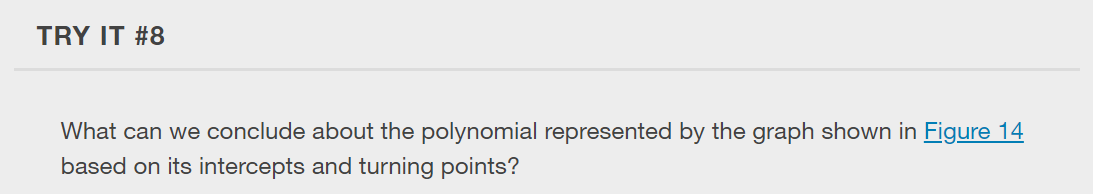 TRY IT #8
What can we conclude about the polynomial represented by the graph shown in Figure 14
based on its intercepts and turning points?